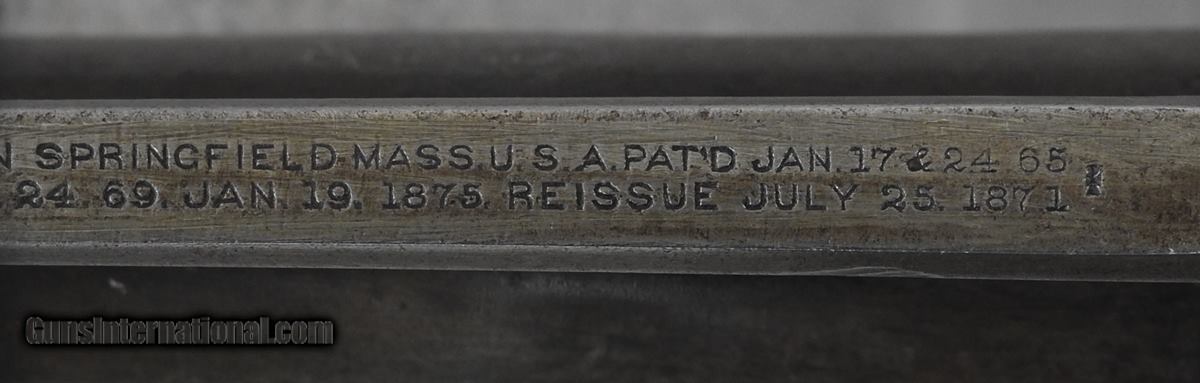 N SPRINGFIELD MASS. U.S.A. PAT'D JAN. 17 & 24 65
24. 69. JAN. 19. 1875. REISSUE JULY 25. 1871
GunsInternational.com